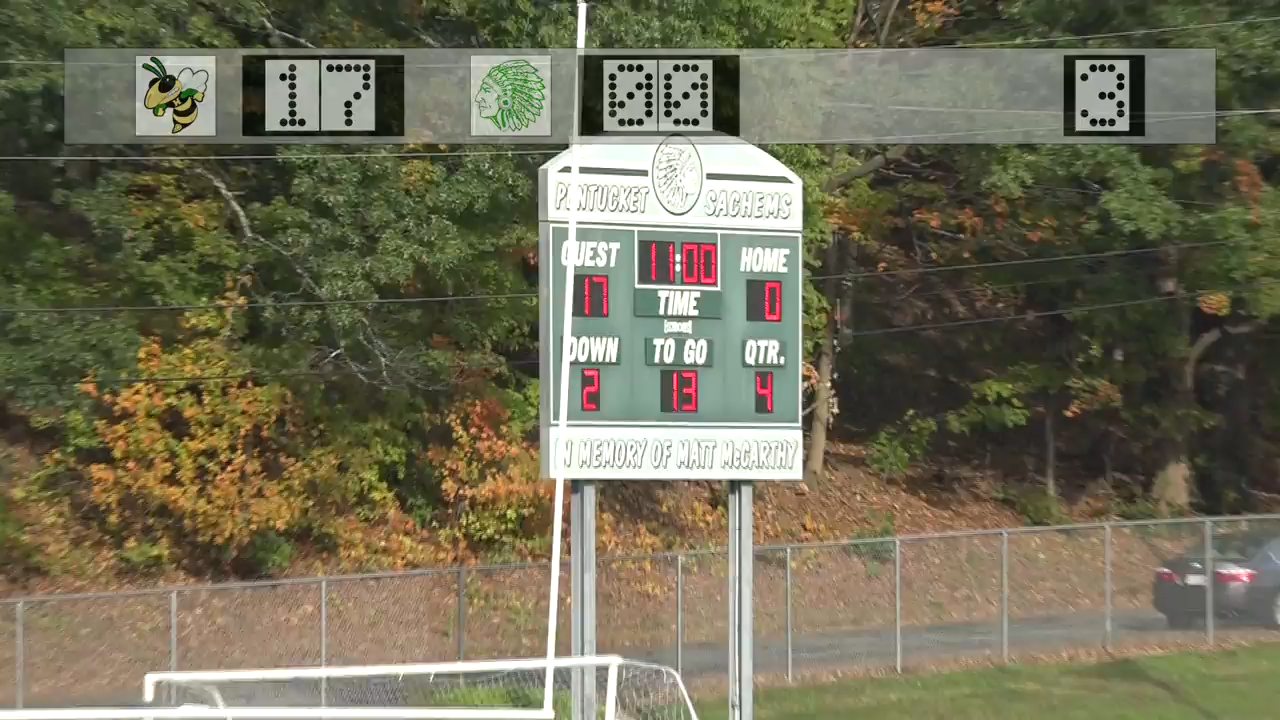 17 00 3
PENTUCKET SACHEMS
GUEST 11:00 HOME
17 TIME 0
DOWN TO GO QTR.
2 13 4
IN MEMORY OF MATT McCARTHY